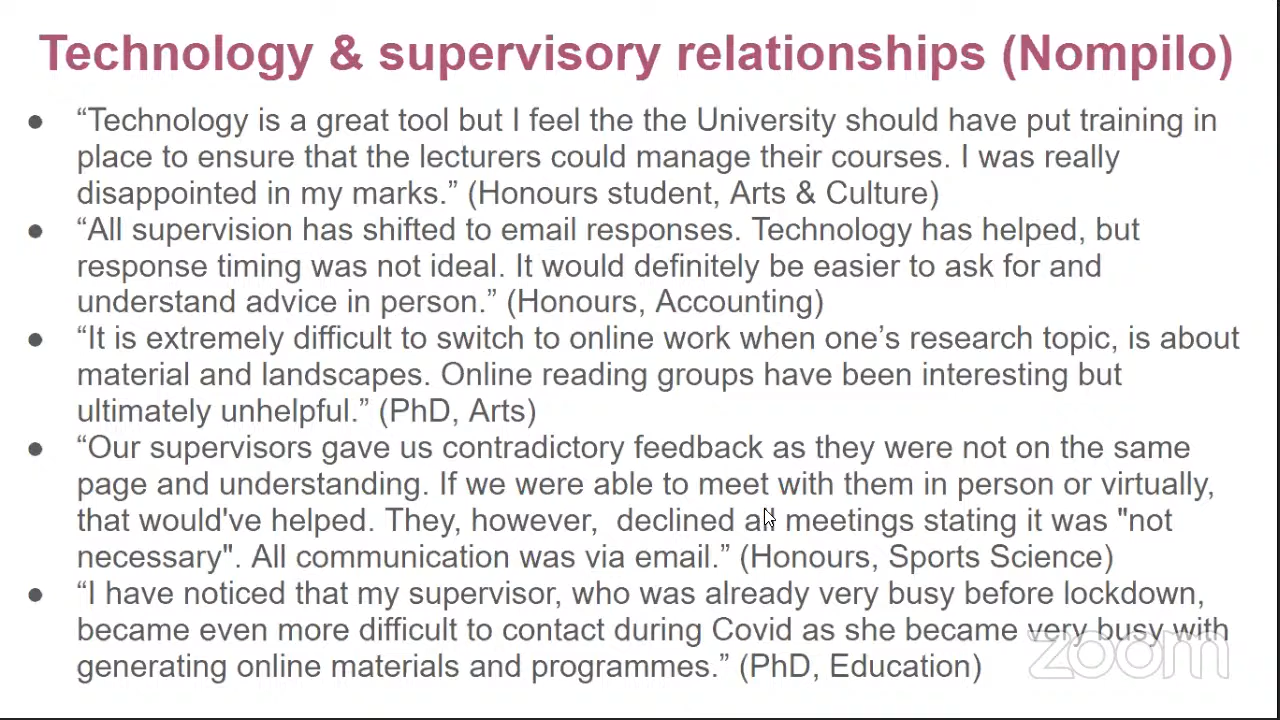 Technology & supervisory relationships (Nompilo)
● “Technology is a great tool but I feel the the University should have put training in
place to ensure that the lecturers could manage their courses. I was really
disappointed in my marks.” (Honours student, Arts & Culture)
● “All supervision has shifted to email responses. Technology has helped, but
response timing was not ideal. It would definitely be easier to ask for and
understand advice in person.” (Honours, Accounting)
● “It is extremely difficult to switch to online work when one’s research topic, is about
material and landscapes. Online reading groups have been interesting but
ultimately unhelpful.” (PhD, Arts)
● “Our supervisors gave us contradictory feedback as they were not on the same
page and understanding. If we were able to meet with them in person or virtually,
that would've helped. They, however,  declined all meetings stating it was "not
necessary". All communication was via email.” (Honours, Sports Science)
● “I have noticed that my supervisor, who was already very busy before lockdown,
became even more difficult to contact during Covid as she became very busy with
generating online materials and programmes.” (PhD, Education)
zoom